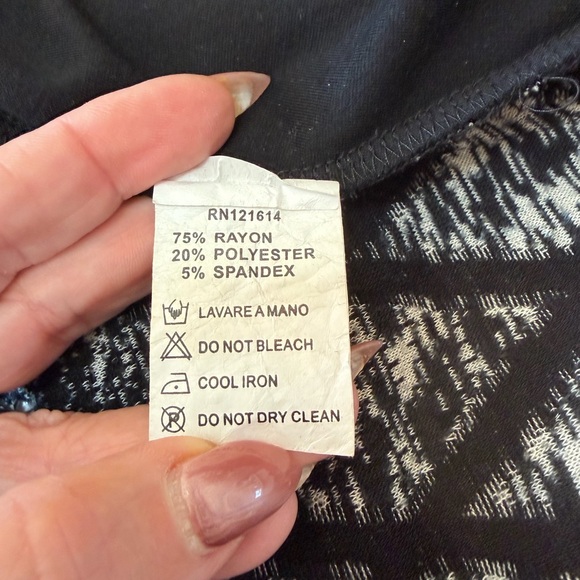 RN121614
75% RAYON
20% POLYESTER
5% SPANDEX
LAVARE A MANO
DO NOT BLEACH
COOL IRON
P DO NOT DRY CLEAN